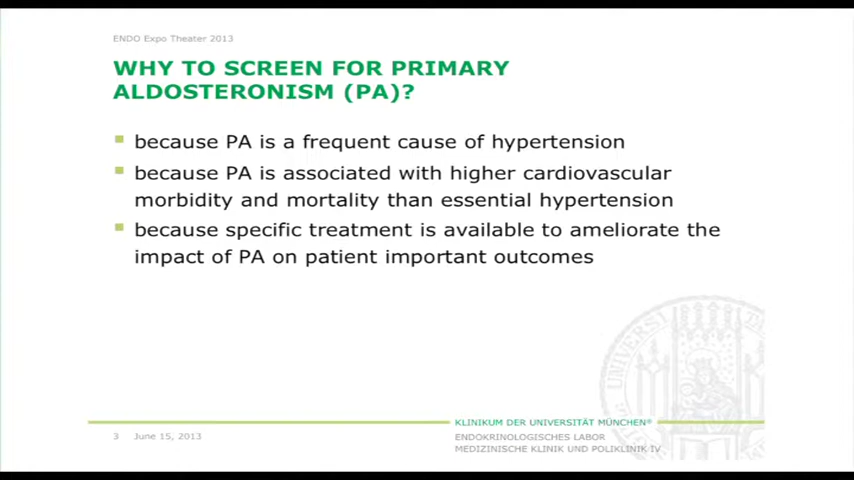 ENDO Expo Theater 2013
WHY TO SCREEN FOR PRIMARY
ALDOSTERONISM (PA)?
because PA is a frequent cause of hypertension
because PA is associated with higher cardiovascular
morbidity and mortality than essential hypertension
because specific treatment is available to ameliorate the
impact of PA on patient important outcomes
KLINIKUM DER UNIVERSITÄT MÜNCHEN®
3 June 15, 2013
ENDOKRINOLOGISCHES LABOR
MEDIZINISCHE KLINIK UND POLIKLINIK IV